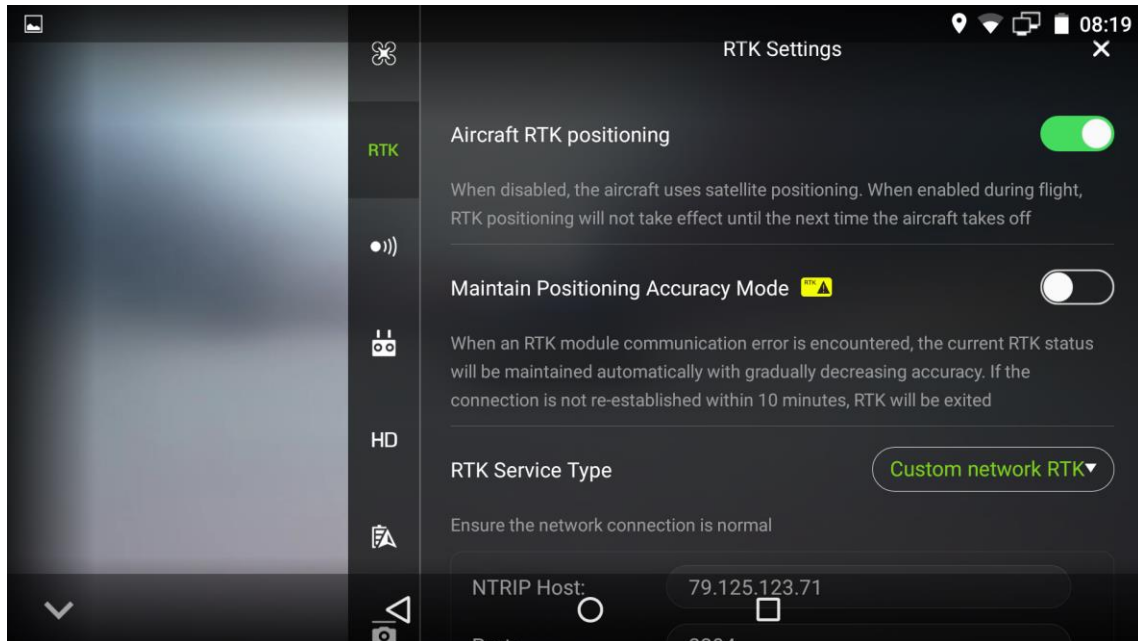 08:19
RTK Settings
RTK
Aircraft RTK positioning
When disabled, the aircraft uses satellite positioning. When enabled during flight,
RTK positioning will not take effect until the next time the aircraft takes off
Maintain Positioning Accuracy Mode RTK
When an RTK module communication error is encountered, the current RTK status
will be maintained automatically with gradually decreasing accuracy. If the
connection is not re-established within 10 minutes, RTK will be exited
HD
RTK Service Type Custom network RTK
Ensure the network connection is normal
NTRIP Host: 79.125.123.71